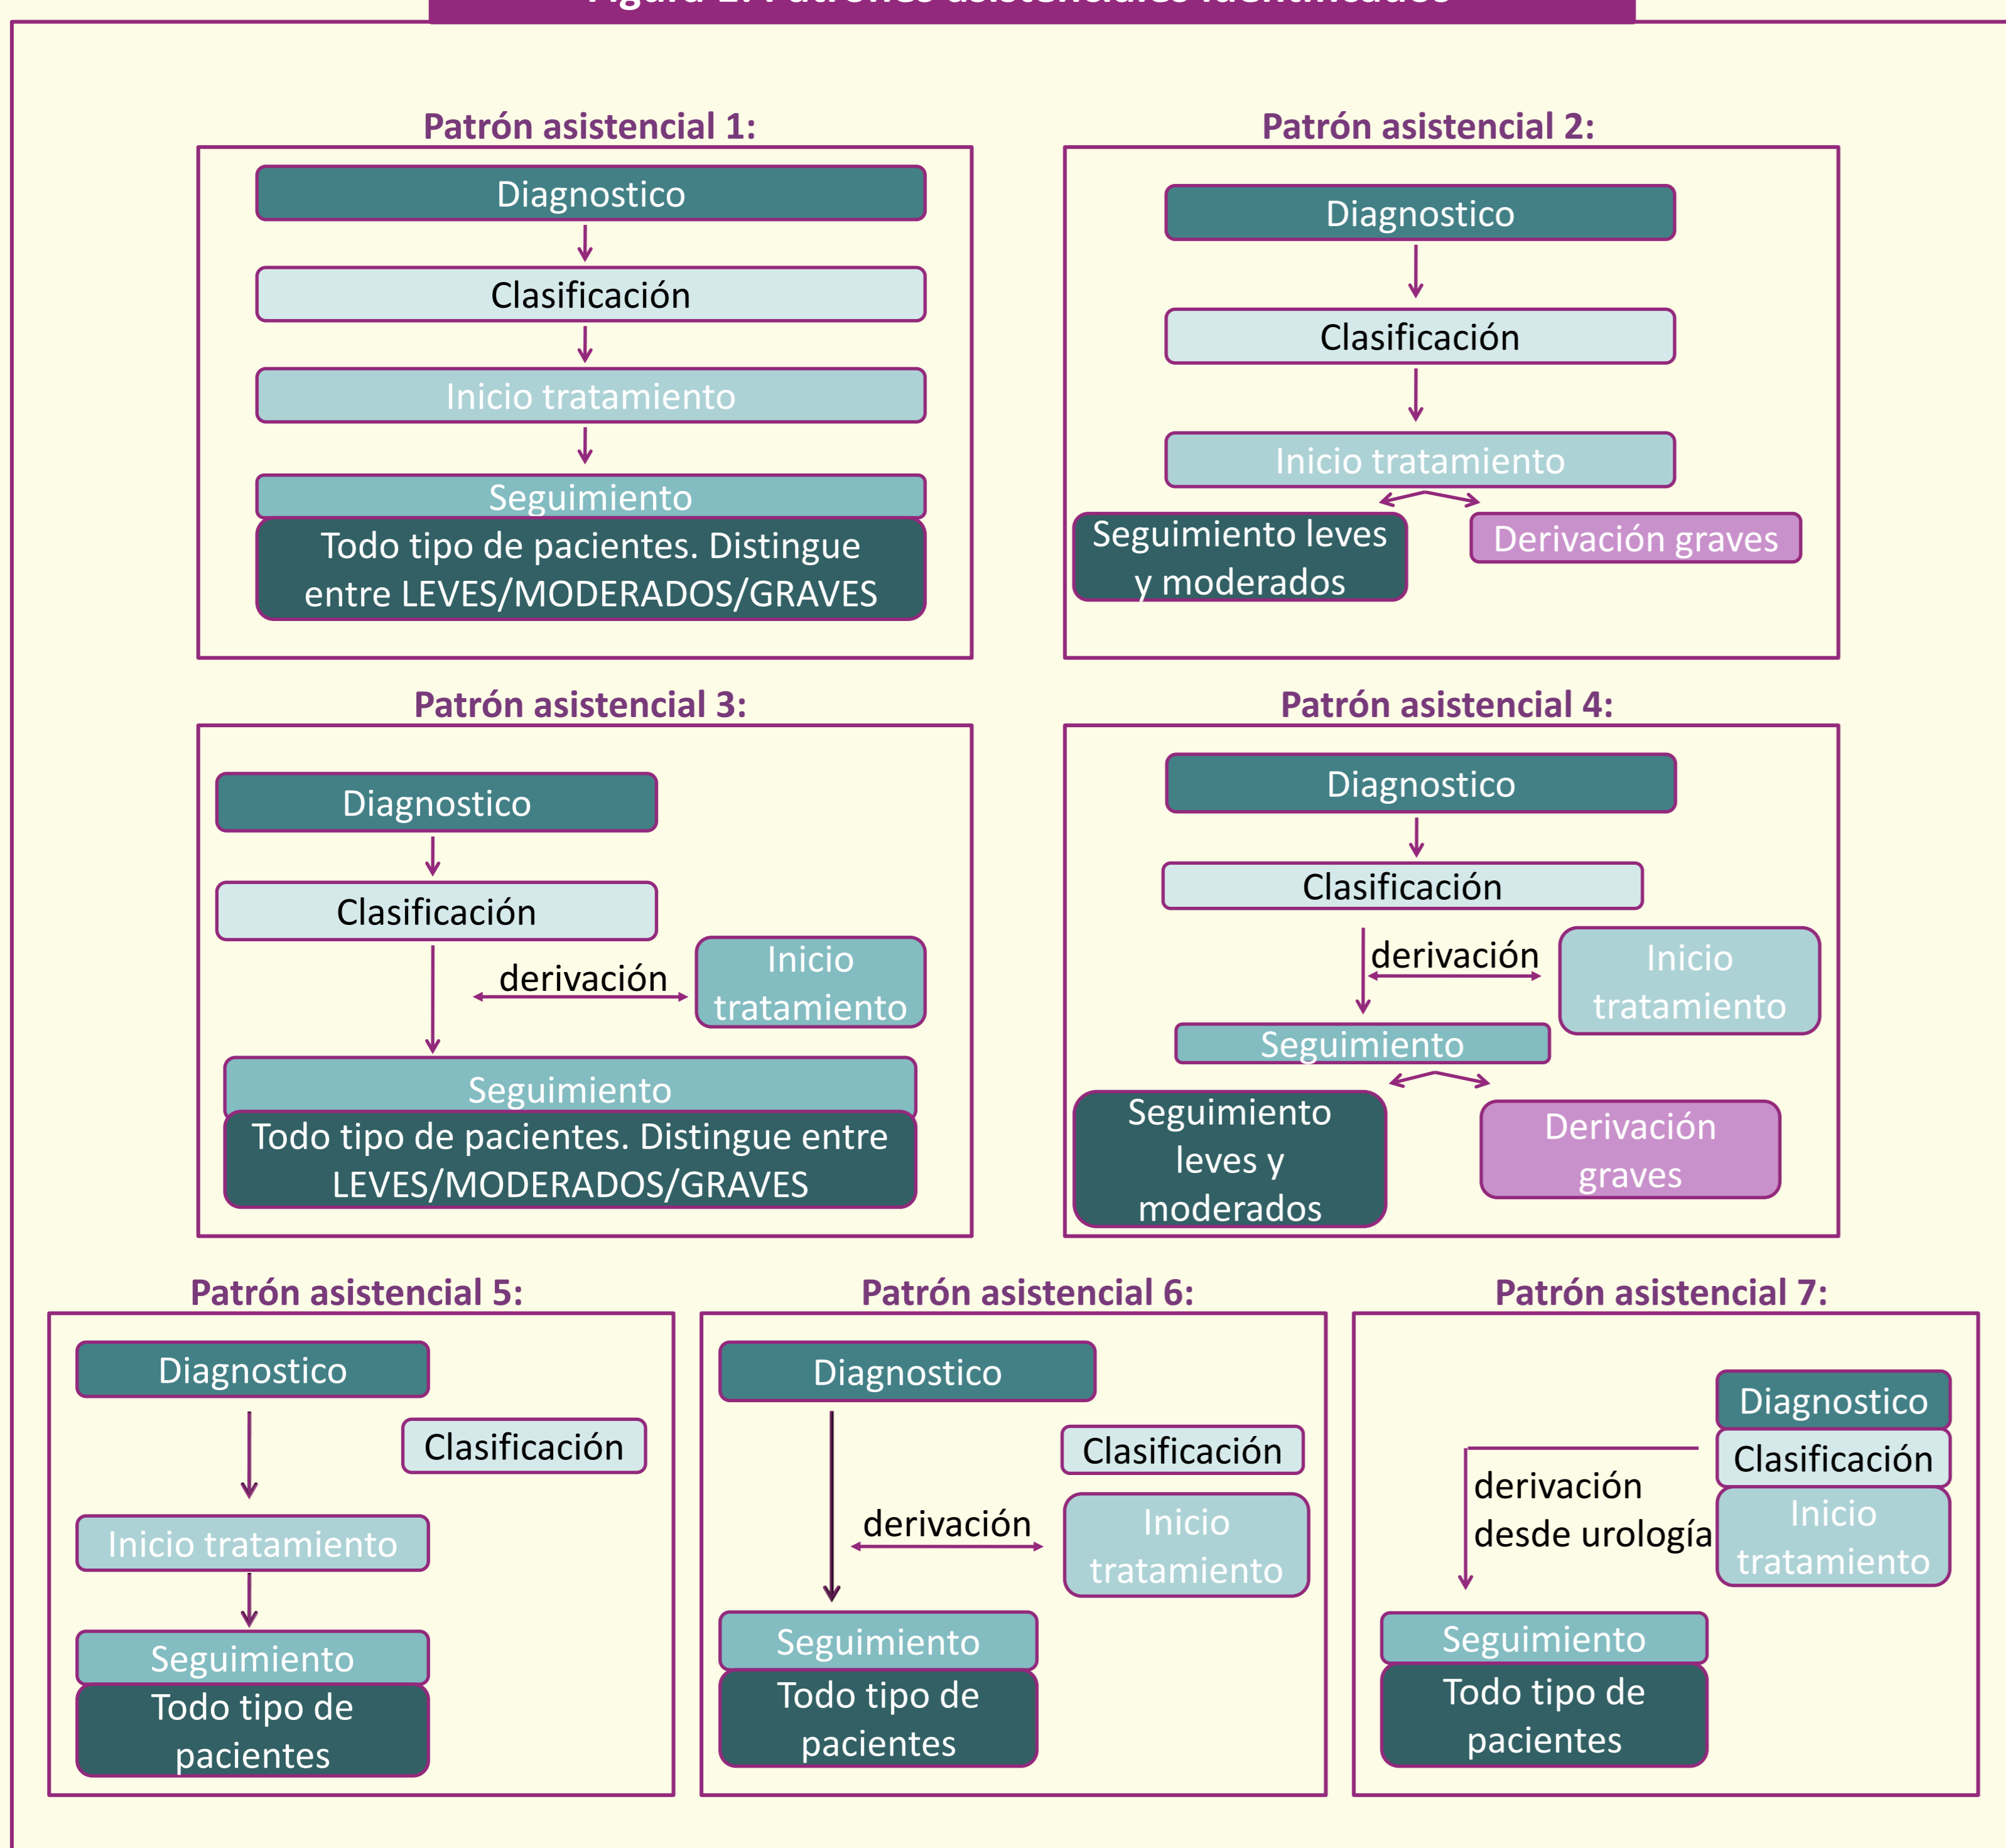 Patrones asistenciales identificados
Patrón asistencial 1:
Diagnostico
Clasificación
Inicio tratamiento
Seguimiento
Todo tipo de pacientes. Distingue
entre LEVES/MODERADOS/GRAVES
Patrón asistencial 2:
Diagnostico
Clasificación
Inicio tratamiento
Seguimiento leves
y moderados
Derivación graves
Patrón asistencial 3:
Diagnostico
Clasificación
derivación
Inicio
tratamiento
Seguimiento
Todo tipo de pacientes. Distingue entre
LEVES/MODERADOS/GRAVES
Patrón asistencial 4:
Diagnostico
Clasificación
derivación
Inicio
tratamiento
Seguimiento
Seguimiento
leves y
moderados
Derivación
graves
Patrón asistencial 5:
Diagnostico
Clasificación
Inicio tratamiento
Seguimiento
Todo tipo de
pacientes
Patrón asistencial 6:
Diagnostico
Clasificación
derivación
Inicio
tratamiento
Seguimiento
Todo tipo de
pacientes
Patrón asistencial 7:
Diagnostico
Clasificación
Inicio
tratamiento
derivación
desde urología
Seguimiento
Todo tipo de
pacientes